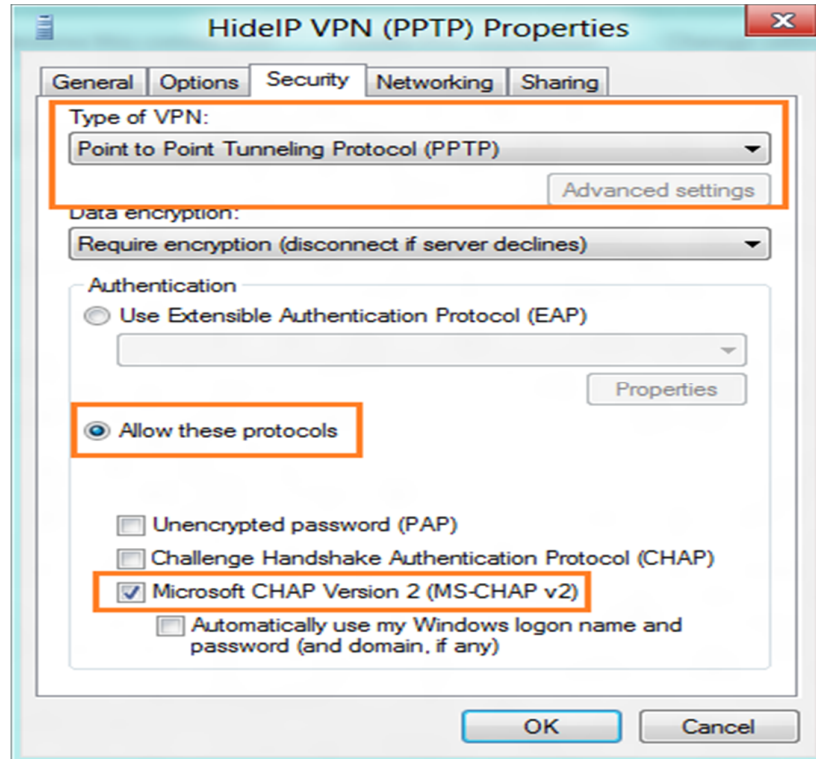 HideIP VPN (PPTP) Properties
General Options Security Networking Sharing
Type of VPN:
Point to Point Tunneling Protocol (PPTP)
Advanced settings
Data encryption:
Require encryption (disconnect if server declines)
Authentication
Use Extensible Authentication Protocol (EAP)
Properties
Allow these protocols
Unencrypted password (PAP)
Challenge Handshake Authentication Protocol (CHAP)
Microsoft CHAP Version 2 (MS-CHAP v2)
Automatically use my Windows logon name and
password (and domain, if any)
OK Cancel